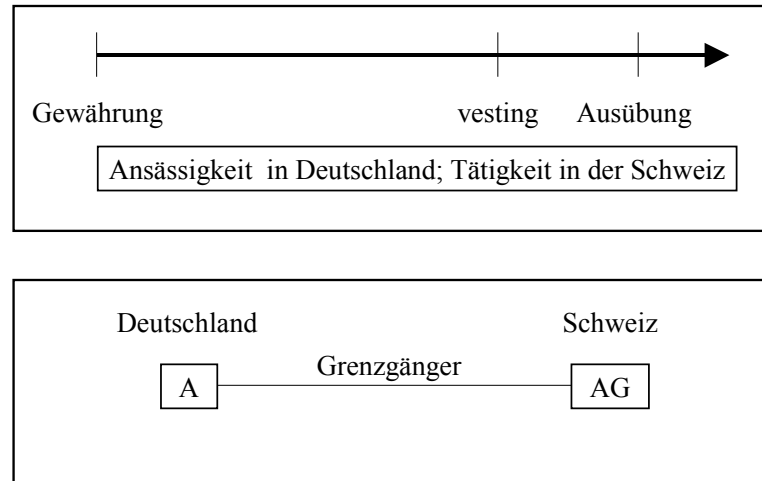 Gewährung vesting Ausübung
Ansässigkeit in Deutschland; Tätigkeit in der Schweiz
Deutschland Schweiz
Grenzgänger
A AG